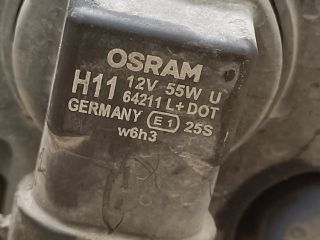 OSRAM
H11 12V 55W U
64211 L+ DOT
GERMANY E1 25S
w6h3